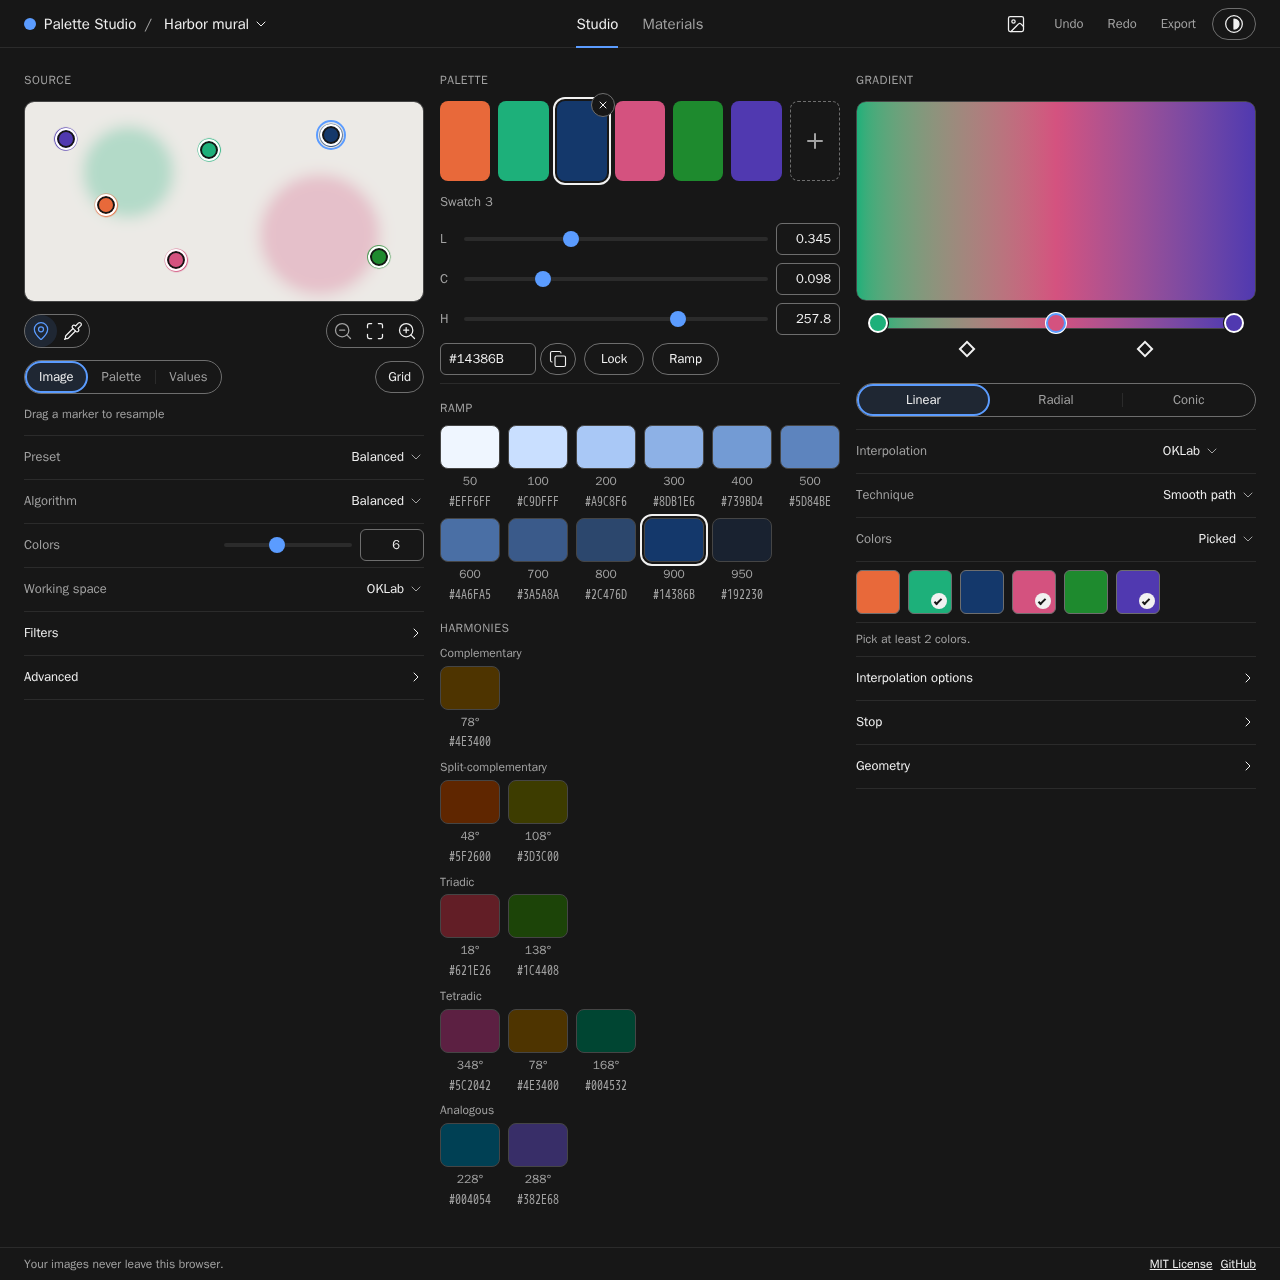 Palette Studio / Harbor mural
Studio Materials
Undo Redo Export
SOURCE
Image Palette Values Grid
Drag a marker to resample
Preset Balanced
Algorithm Balanced
Colors 6
Working space OKLab
Filters
Advanced
PALETTE
Swatch 3
L 0.345
C 0.098
H 257.8
#14386B Lock Ramp
RAMP
50 100 200 300 400 500
#EFF6FF #C9DFFF #A9C8F6 #8DB1E6 #739BD4 #5D84BE
600 700 800 900 950
#4A6FA5 #3A5A8A #2C476D #14386B #192230
HARMONIES
Complementary
78°
#4E3400
Split-complementary
48° 108°
#5F2600 #3D3C00
Triadic
18° 138°
#621E26 #1C4408
Tetradic
348° 78° 168°
#5C2042 #4E3400 #004532
Analogous
228° 288°
#004054 #382E68
GRADIENT
Linear Radial Conic
Interpolation OKLab
Technique Smooth path
Colors Picked
Pick at least 2 colors.
Interpolation options
Stop
Geometry
Your images never leave this browser.
MIT License GitHub